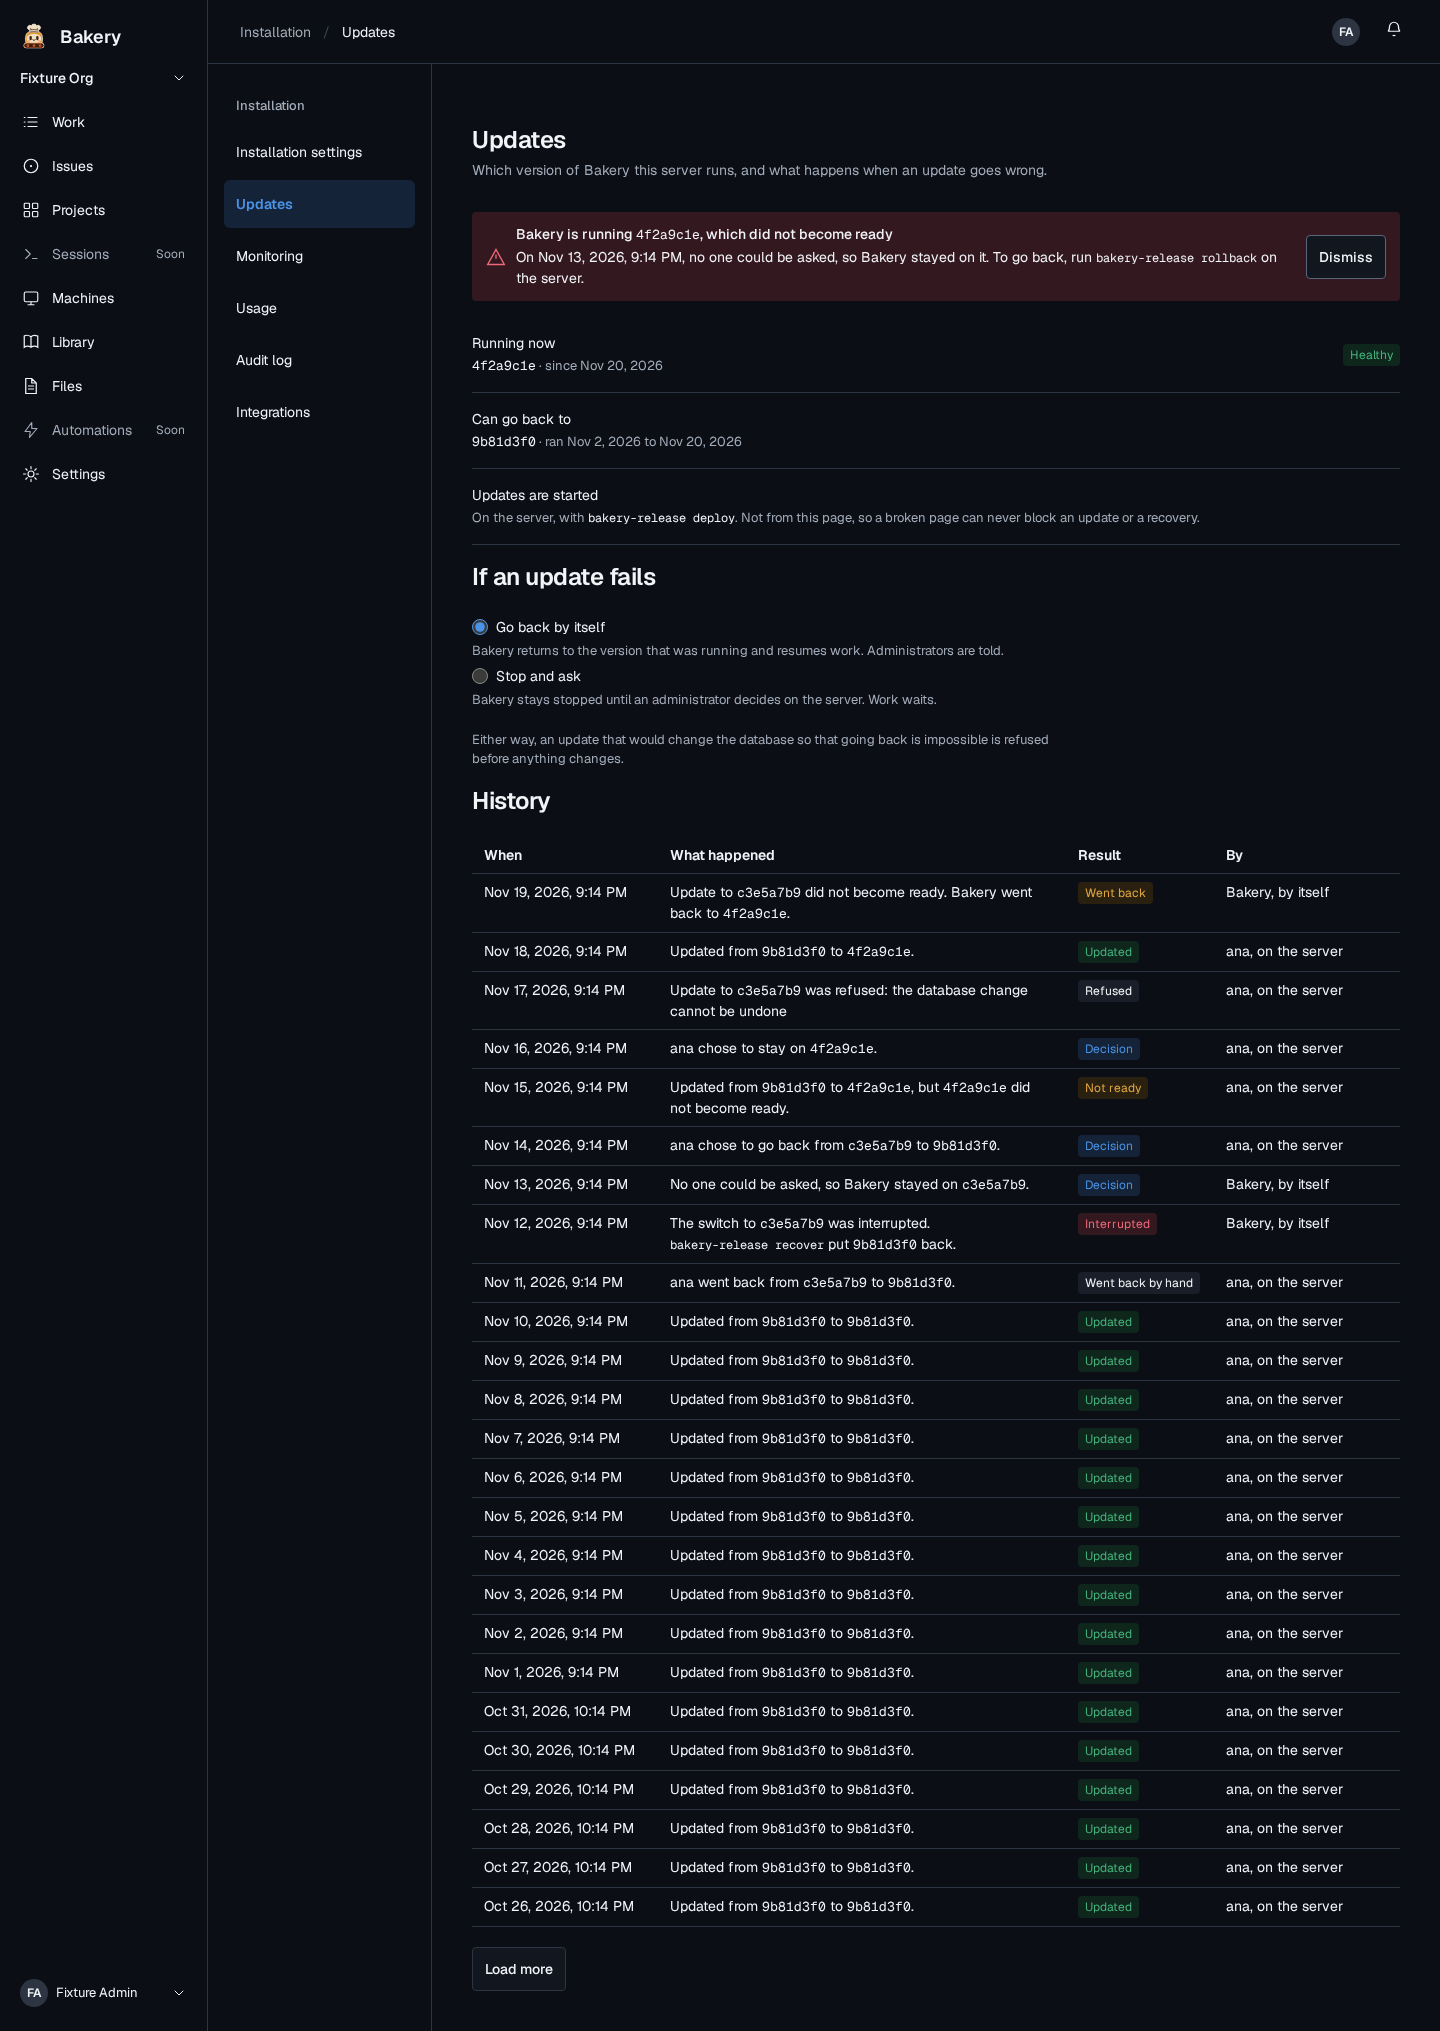 Bakery
Fixture Org
Work
Issues
Projects
Sessions Soon
Machines
Library
Files
Automations Soon
Settings
FA Fixture Admin
Installation / Updates
FA
Installation
Installation settings
Updates
Monitoring
Usage
Audit log
Integrations
Updates
Which version of Bakery this server runs, and what happens when an update goes wrong.
Bakery is running 4f2a9c1e, which did not become ready
On Nov 13, 2026, 9:14 PM, no one could be asked, so Bakery stayed on it. To go back, run bakery-release rollback on
the server.
Dismiss
Running now
4f2a9c1e · since Nov 20, 2026
Healthy
Can go back to
9b81d3f0 · ran Nov 2, 2026 to Nov 20, 2026
Updates are started
On the server, with bakery-release deploy. Not from this page, so a broken page can never block an update or a recovery.
If an update fails
Go back by itself
Bakery returns to the version that was running and resumes work. Administrators are told.
Stop and ask
Bakery stays stopped until an administrator decides on the server. Work waits.
Either way, an update that would change the database so that going back is impossible is refused
before anything changes.
History
When What happened Result By
Nov 19, 2026, 9:14 PM Update to c3e5a7b9 did not become ready. Bakery went Went back Bakery, by itself
back to 4f2a9c1e.
Nov 18, 2026, 9:14 PM Updated from 9b81d3f0 to 4f2a9c1e. Updated ana, on the server
Nov 17, 2026, 9:14 PM Update to c3e5a7b9 was refused: the database change Refused ana, on the server
cannot be undone
Nov 16, 2026, 9:14 PM ana chose to stay on 4f2a9c1e. Decision ana, on the server
Nov 15, 2026, 9:14 PM Updated from 9b81d3f0 to 4f2a9c1e, but 4f2a9c1e did Not ready ana, on the server
not become ready.
Nov 14, 2026, 9:14 PM ana chose to go back from c3e5a7b9 to 9b81d3f0. Decision ana, on the server
Nov 13, 2026, 9:14 PM No one could be asked, so Bakery stayed on c3e5a7b9. Decision Bakery, by itself
Nov 12, 2026, 9:14 PM The switch to c3e5a7b9 was interrupted. Interrupted Bakery, by itself
bakery-release recover put 9b81d3f0 back.
Nov 11, 2026, 9:14 PM ana went back from c3e5a7b9 to 9b81d3f0. Went back by hand ana, on the server
Nov 10, 2026, 9:14 PM Updated from 9b81d3f0 to 9b81d3f0. Updated ana, on the server
Nov 9, 2026, 9:14 PM Updated from 9b81d3f0 to 9b81d3f0. Updated ana, on the server
Nov 8, 2026, 9:14 PM Updated from 9b81d3f0 to 9b81d3f0. Updated ana, on the server
Nov 7, 2026, 9:14 PM Updated from 9b81d3f0 to 9b81d3f0. Updated ana, on the server
Nov 6, 2026, 9:14 PM Updated from 9b81d3f0 to 9b81d3f0. Updated ana, on the server
Nov 5, 2026, 9:14 PM Updated from 9b81d3f0 to 9b81d3f0. Updated ana, on the server
Nov 4, 2026, 9:14 PM Updated from 9b81d3f0 to 9b81d3f0. Updated ana, on the server
Nov 3, 2026, 9:14 PM Updated from 9b81d3f0 to 9b81d3f0. Updated ana, on the server
Nov 2, 2026, 9:14 PM Updated from 9b81d3f0 to 9b81d3f0. Updated ana, on the server
Nov 1, 2026, 9:14 PM Updated from 9b81d3f0 to 9b81d3f0. Updated ana, on the server
Oct 31, 2026, 10:14 PM Updated from 9b81d3f0 to 9b81d3f0. Updated ana, on the server
Oct 30, 2026, 10:14 PM Updated from 9b81d3f0 to 9b81d3f0. Updated ana, on the server
Oct 29, 2026, 10:14 PM Updated from 9b81d3f0 to 9b81d3f0. Updated ana, on the server
Oct 28, 2026, 10:14 PM Updated from 9b81d3f0 to 9b81d3f0. Updated ana, on the server
Oct 27, 2026, 10:14 PM Updated from 9b81d3f0 to 9b81d3f0. Updated ana, on the server
Oct 26, 2026, 10:14 PM Updated from 9b81d3f0 to 9b81d3f0. Updated ana, on the server
Load more